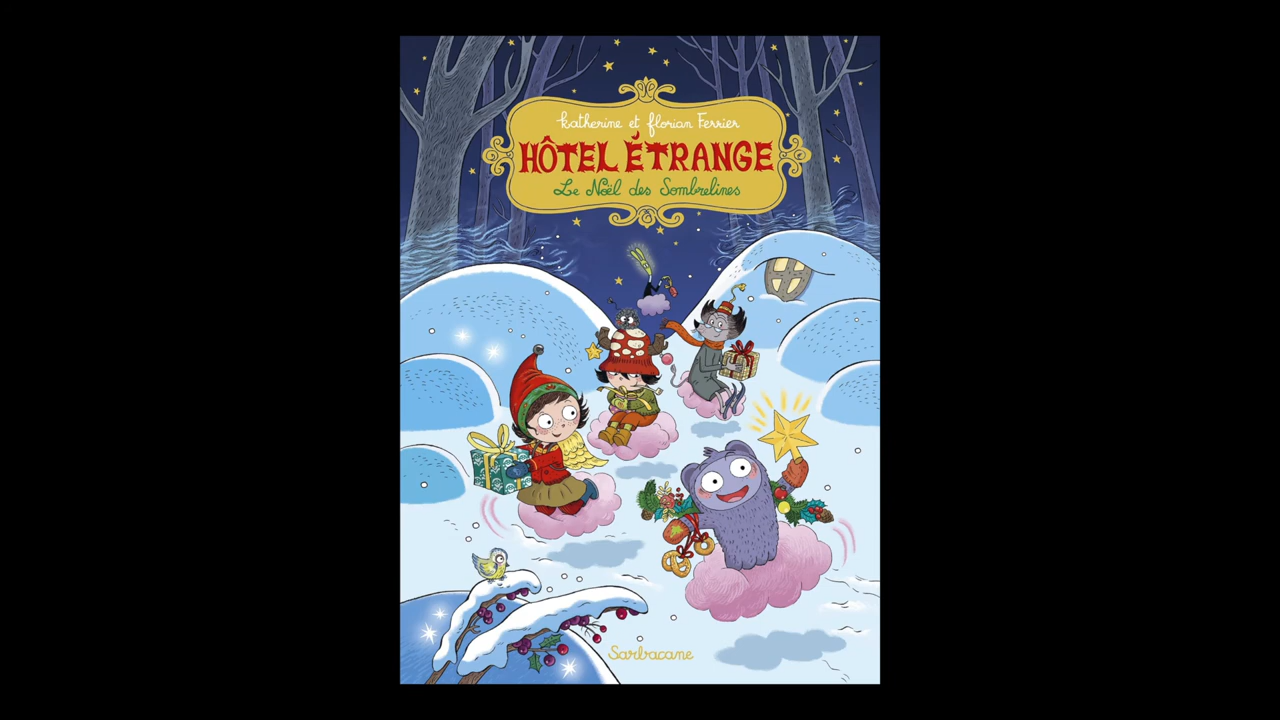 Katherine et florian Ferrier
HÔTEL ÉTRANGE
Le Noël des Sombrelines
Sarbacane